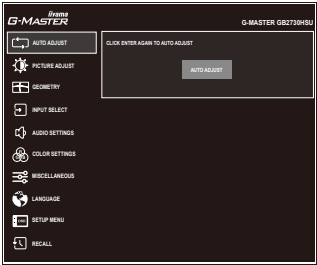 iiyama
G-MASTER
G-MASTER GB2730HSU
AUTO ADJUST
CLICK ENTER AGAIN TO AUTO ADJUST
AUTO ADJUST
PICTURE ADJUST
GEOMETRY
INPUT SELECT
AUDIO SETTINGS
COLOR SETTINGS
MISCELLANEOUS
LANGUAGE
SETUP MENU
RECALL